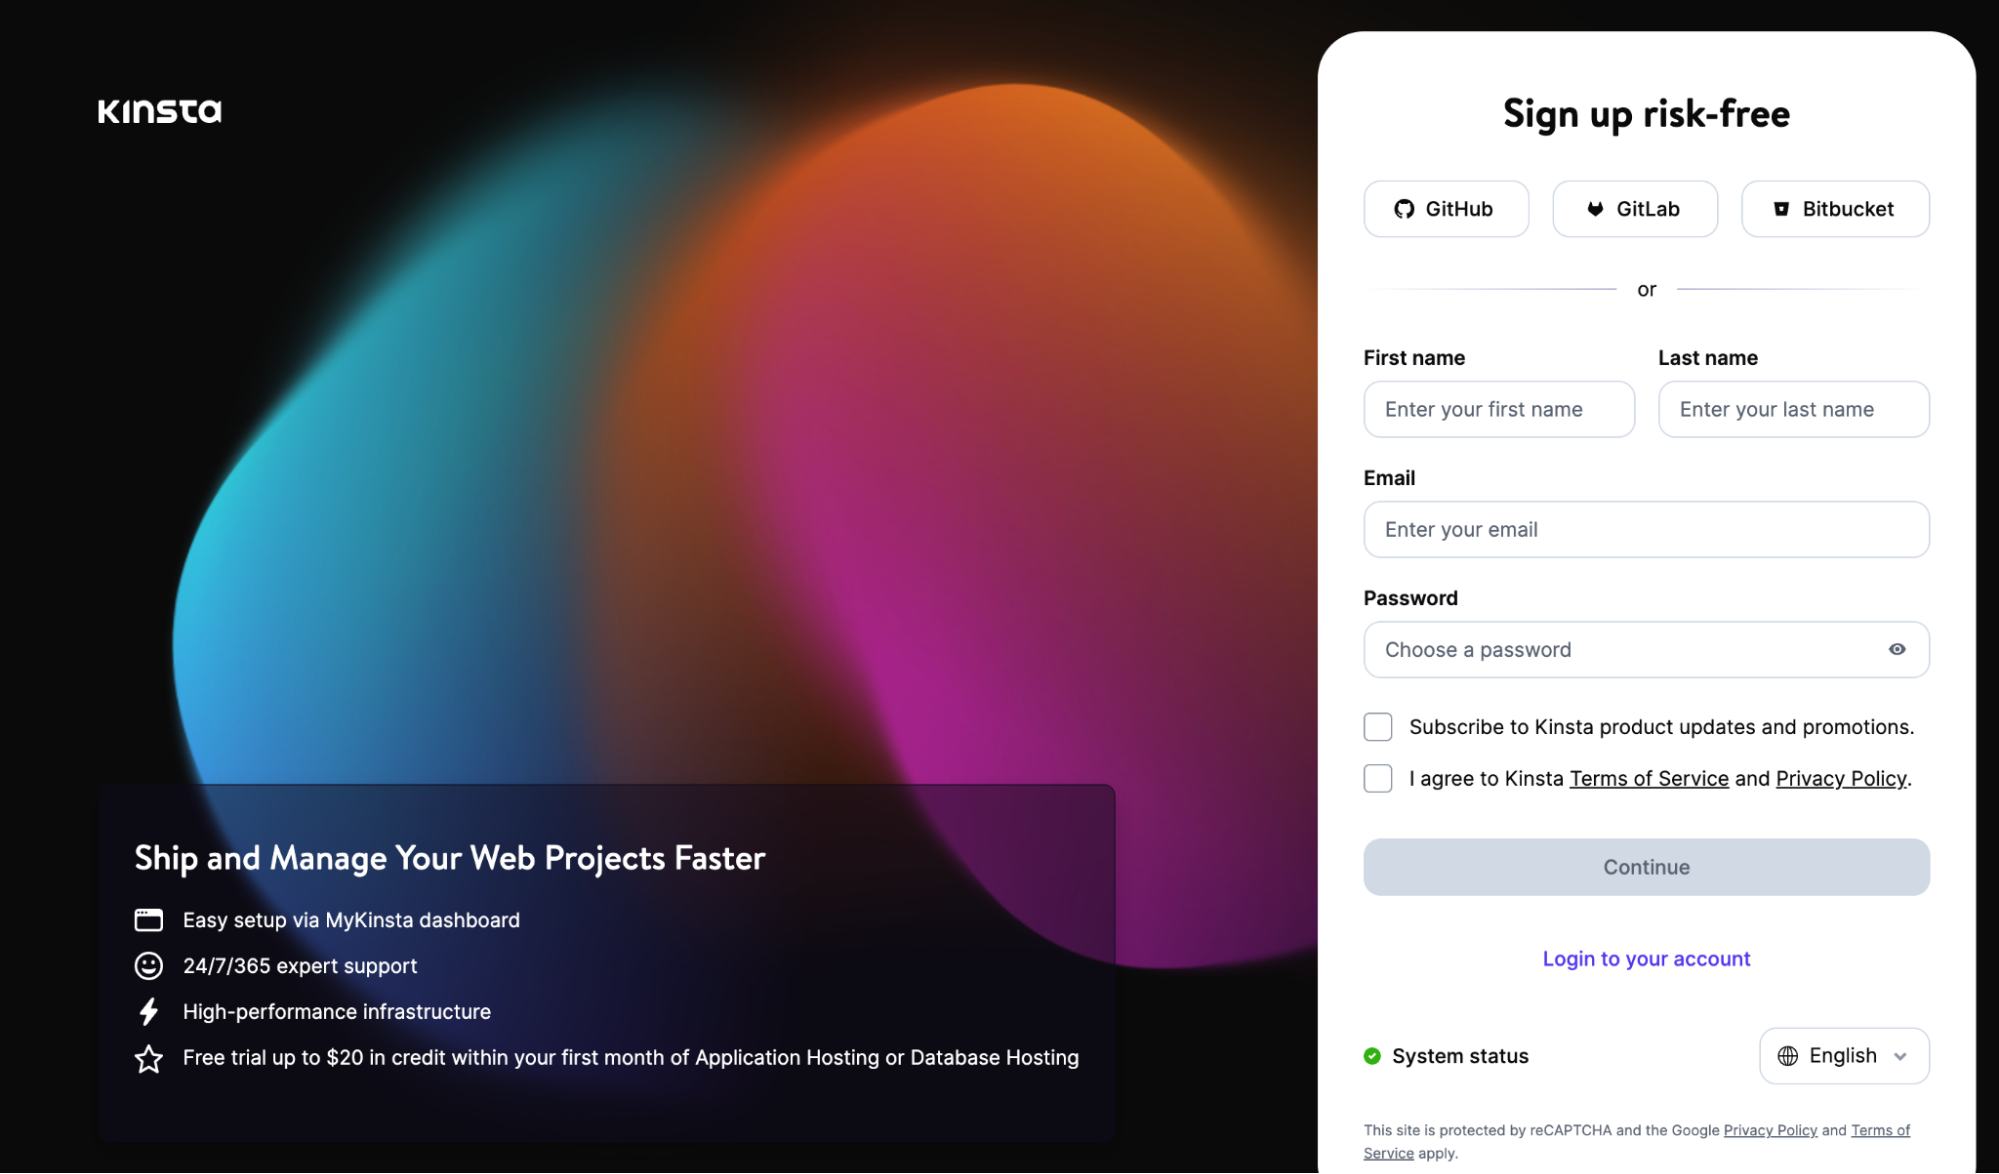 Kinsta
Ship and Manage Your Web Projects Faster
Easy setup via MyKinsta dashboard
24/7/365 expert support
High-performance infrastructure
Free trial up to $20 in credit within your first month of Application Hosting or Database Hosting
Sign up risk-free
GitHub GitLab Bitbucket
or
First name Last name
Enter your first name Enter your last name
Email
Enter your email
Password
Choose a password
Subscribe to Kinsta product updates and promotions.
I agree to Kinsta Terms of Service and Privacy Policy.
Continue
Login to your account
System status English
This site is protected by reCAPTCHA and the Google Privacy Policy and Terms of
Service apply.